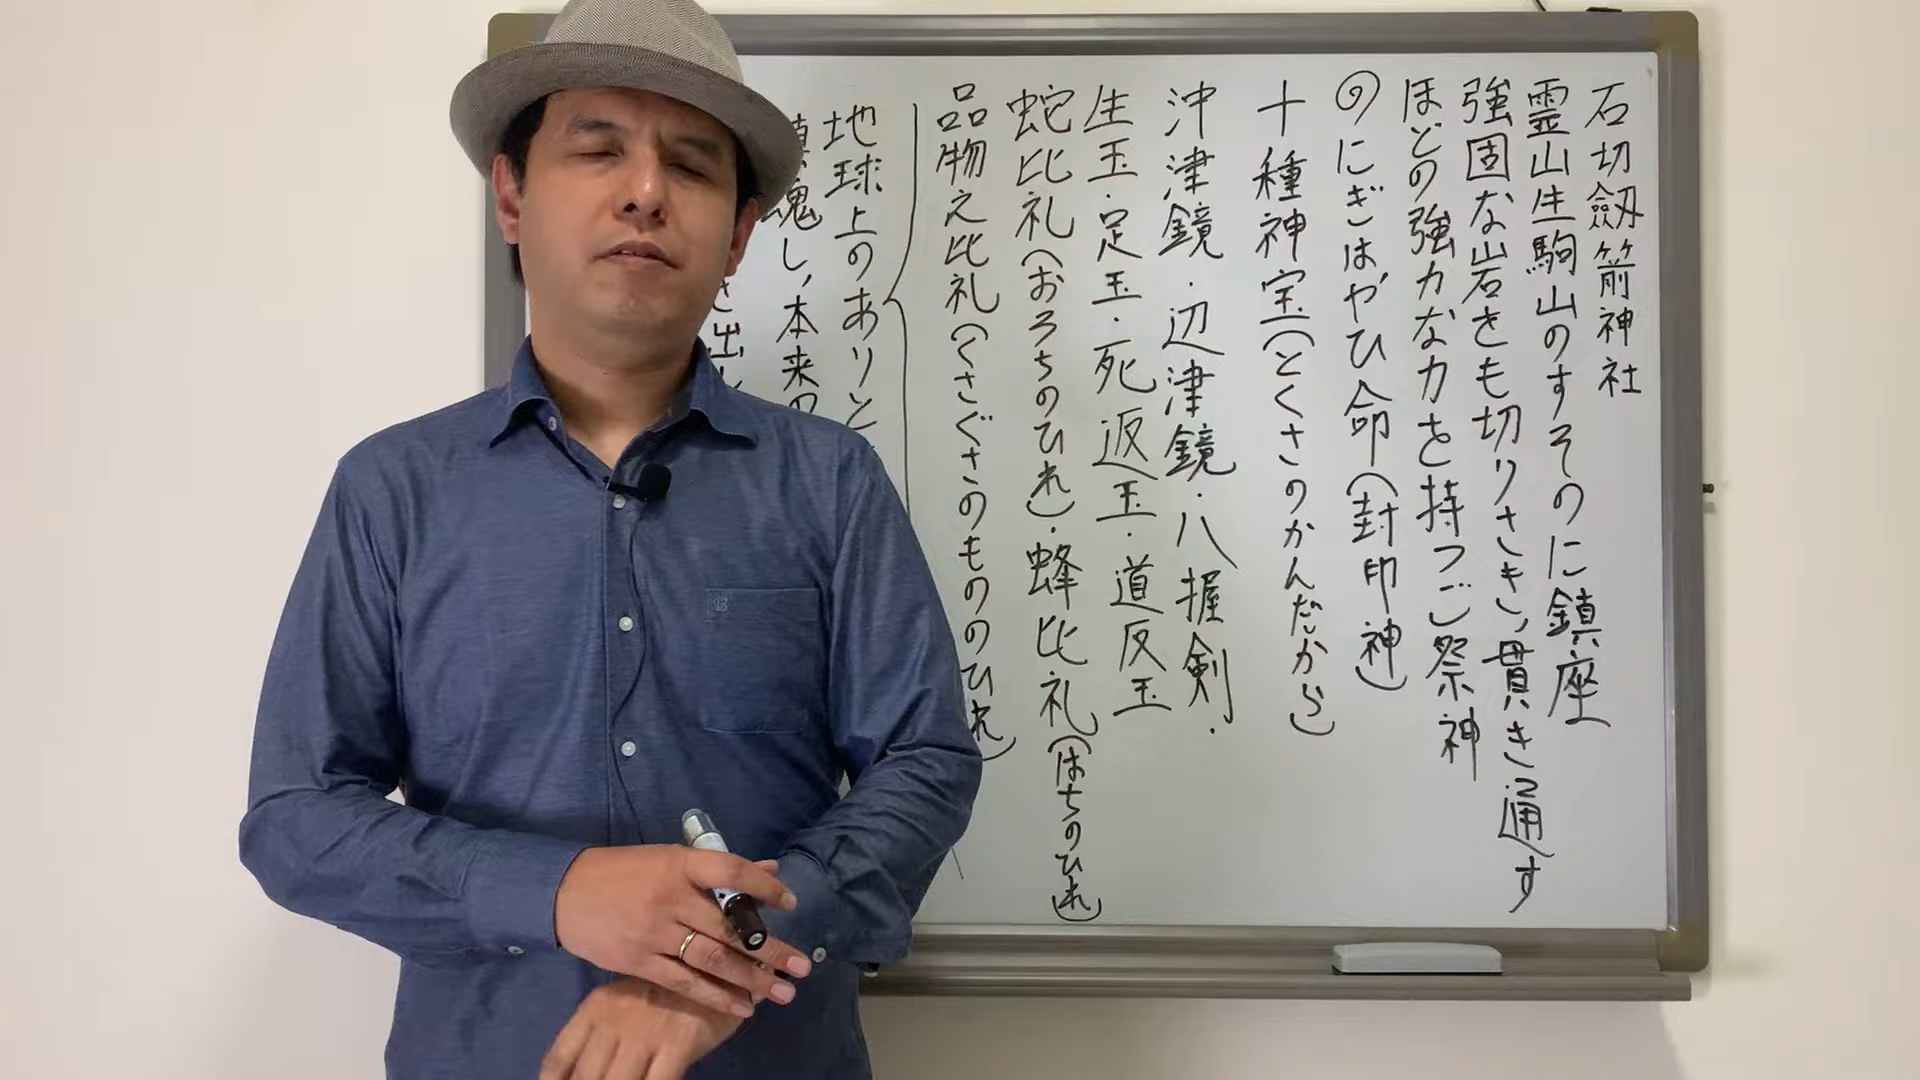 石切劔箭神社
霊山生駒山のすそのに鎮座
強固な岩さも切りさき,貫き通す
ほどの強力な力を持つご祭神
のにぎはやひ命(封印神)
十種神宝(とくさのかんだから)
沖津鏡・辺津鏡・八握剣・
生玉・足玉・死返玉・道反玉
蛇比礼(おろちのひれ)・蜂比礼(はちのひれ)
品物之比礼(くさぐさのもののひれ)
地球上のありと
魂し,本来の
き出し